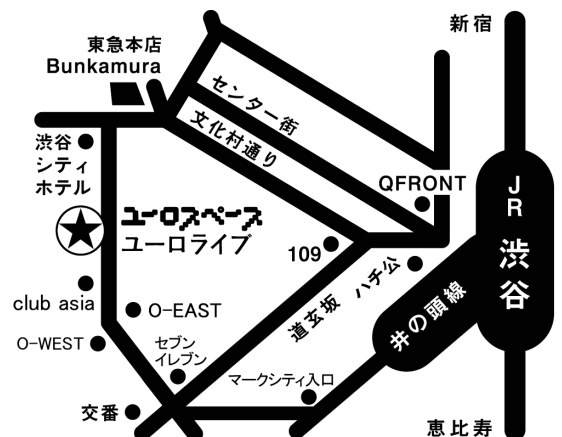 新宿
東急本店
Bunkamura
センター街
文化村通り
渋谷
シティ
ホテル
QFRONT
JR 渋谷
ユーロスペース
ユーロライブ
109
ハチ公
道玄坂
井の頭線
club asia
O-EAST
O-WEST
セブン
イレブン
マークシティ入口
交番
恵比寿